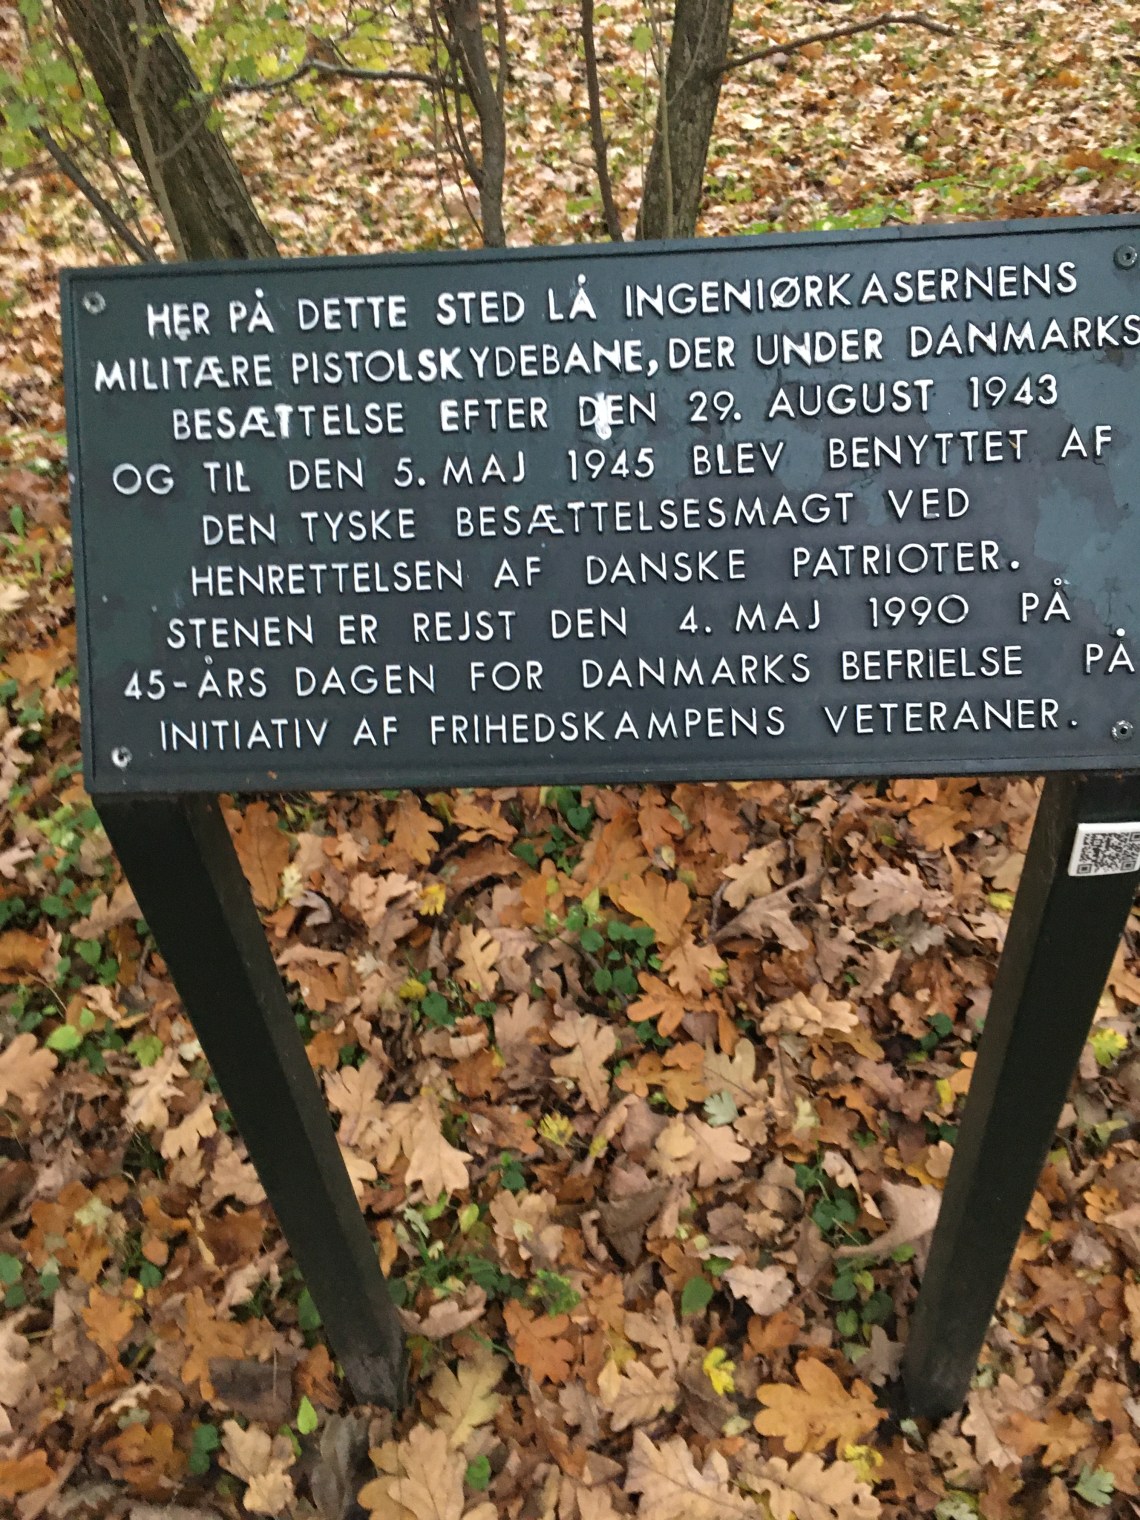 HER PÅ DETTE STED LÅ INGENIØRKASERNENS
MILITÆRE PISTOLSKYDEBANE, DER UNDER DANMARKS
BESÆTTELSE EFTER DEN 29. AUGUST 1943
OG TIL DEN 5. MAJ 1945 BLEV BENYTTET AF
DEN TYSKE BESÆTTELSESMAGT VED
HENRETTELSEN AF DANSKE PATRIOTER.
STENEN ER REJST DEN 4. MAJ 1990 PÅ
45-ÅRS DAGEN FOR DANMARKS BEFRIELSE PÅ
INITIATIV AF FRIHEDSKAMPENS VETERANER.